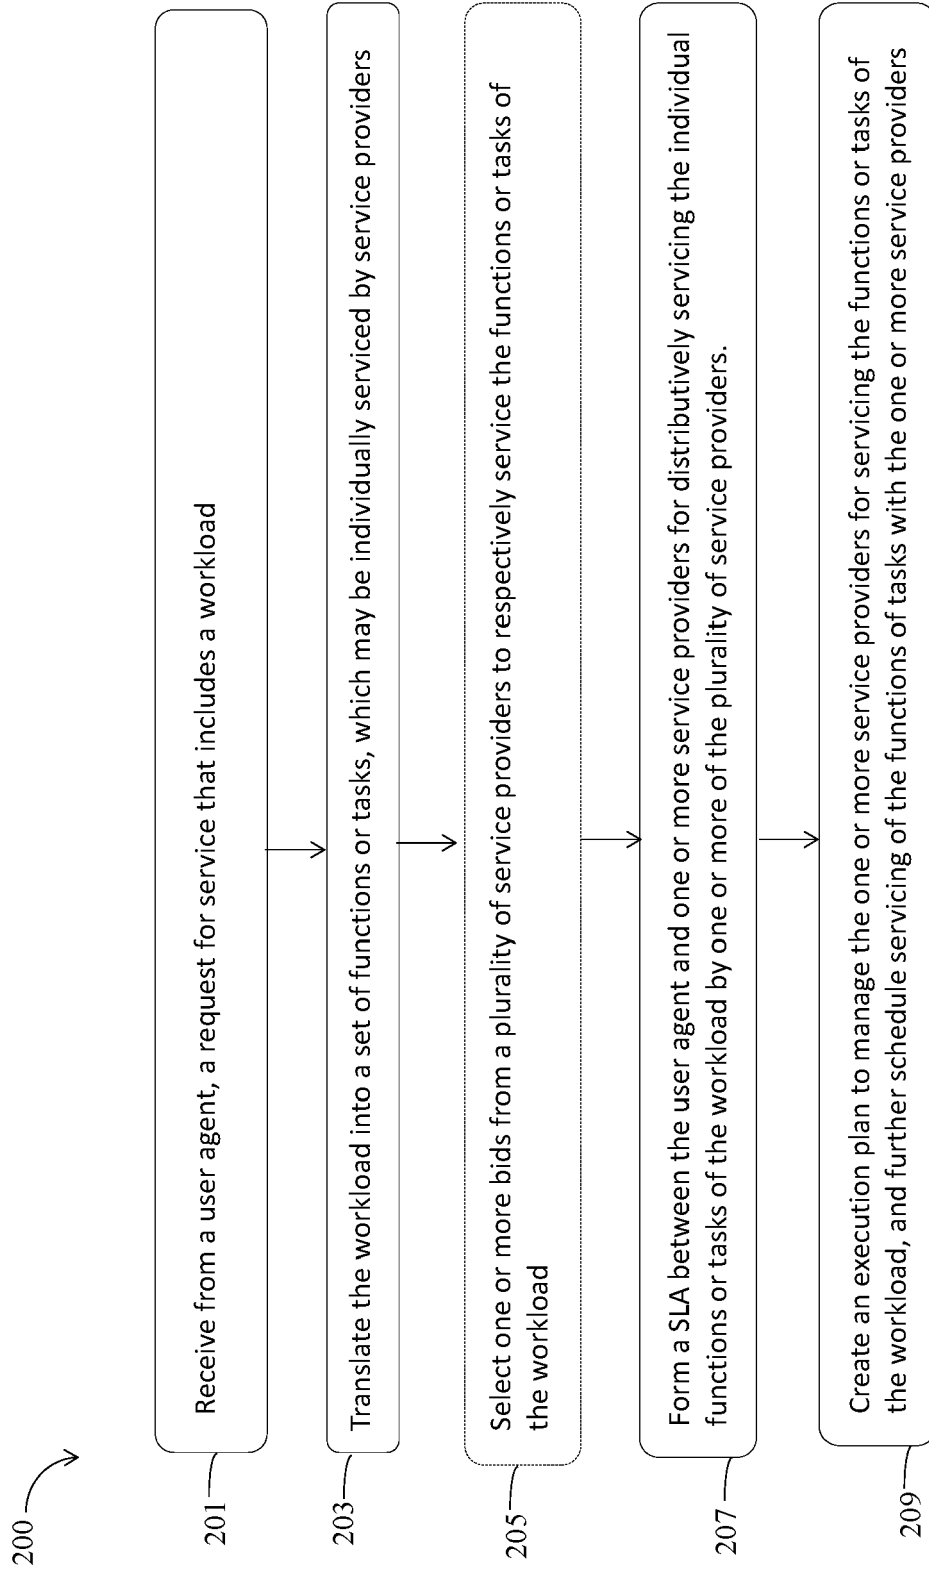 200
201
Receive from a user agent, a request for service that includes a workload
203
Translate the workload into a set of functions or tasks, which may be individually serviced by service providers
205
Select one or more bids from a plurality of service providers to respectively service the functions or tasks of
the workload
207
Form a SLA between the user agent and one or more service providers for distributively servicing the individual
functions or tasks of the workload by one or more of the plurality of service providers.
209
Create an execution plan to manage the one or more service providers for servicing the functions or tasks of
the workload, and further schedule servicing of the functions of tasks with the one or more service providers